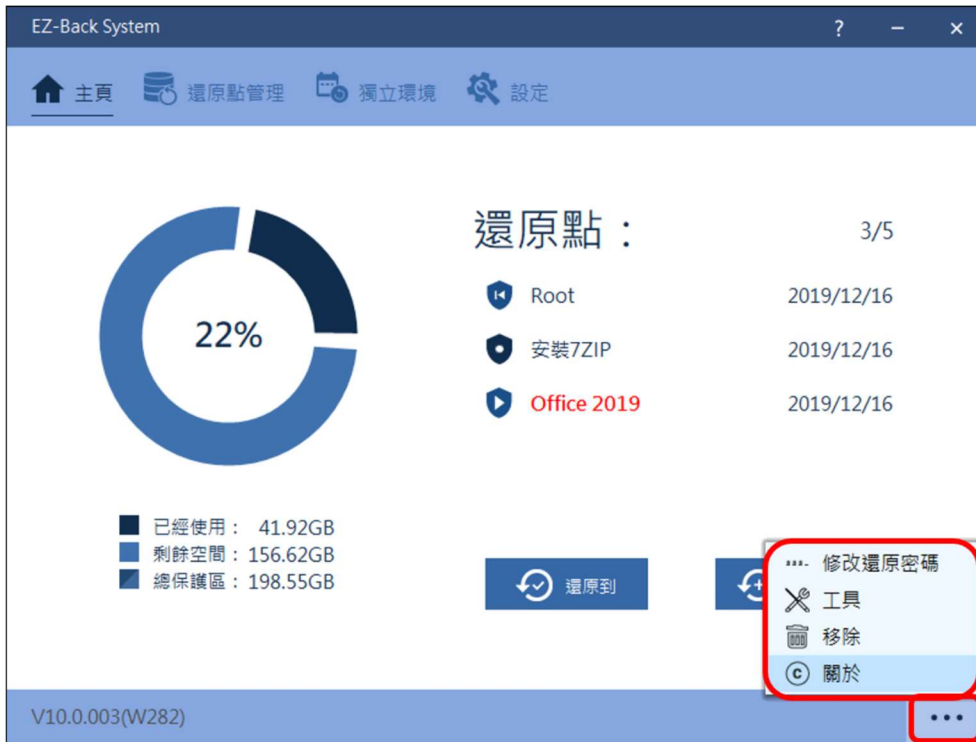 EZ-Back System
主頁 還原點管理 獨立環境 設定
22%
還原點： 3/5
Root 2019/12/16
安裝7ZIP 2019/12/16
Office 2019 2019/12/16
已經使用： 41.92GB
剩餘空間：156.62GB
總保護區：198.55GB
還原到
修改還原密碼
工具
移除
關於
V10.0.003(W282)